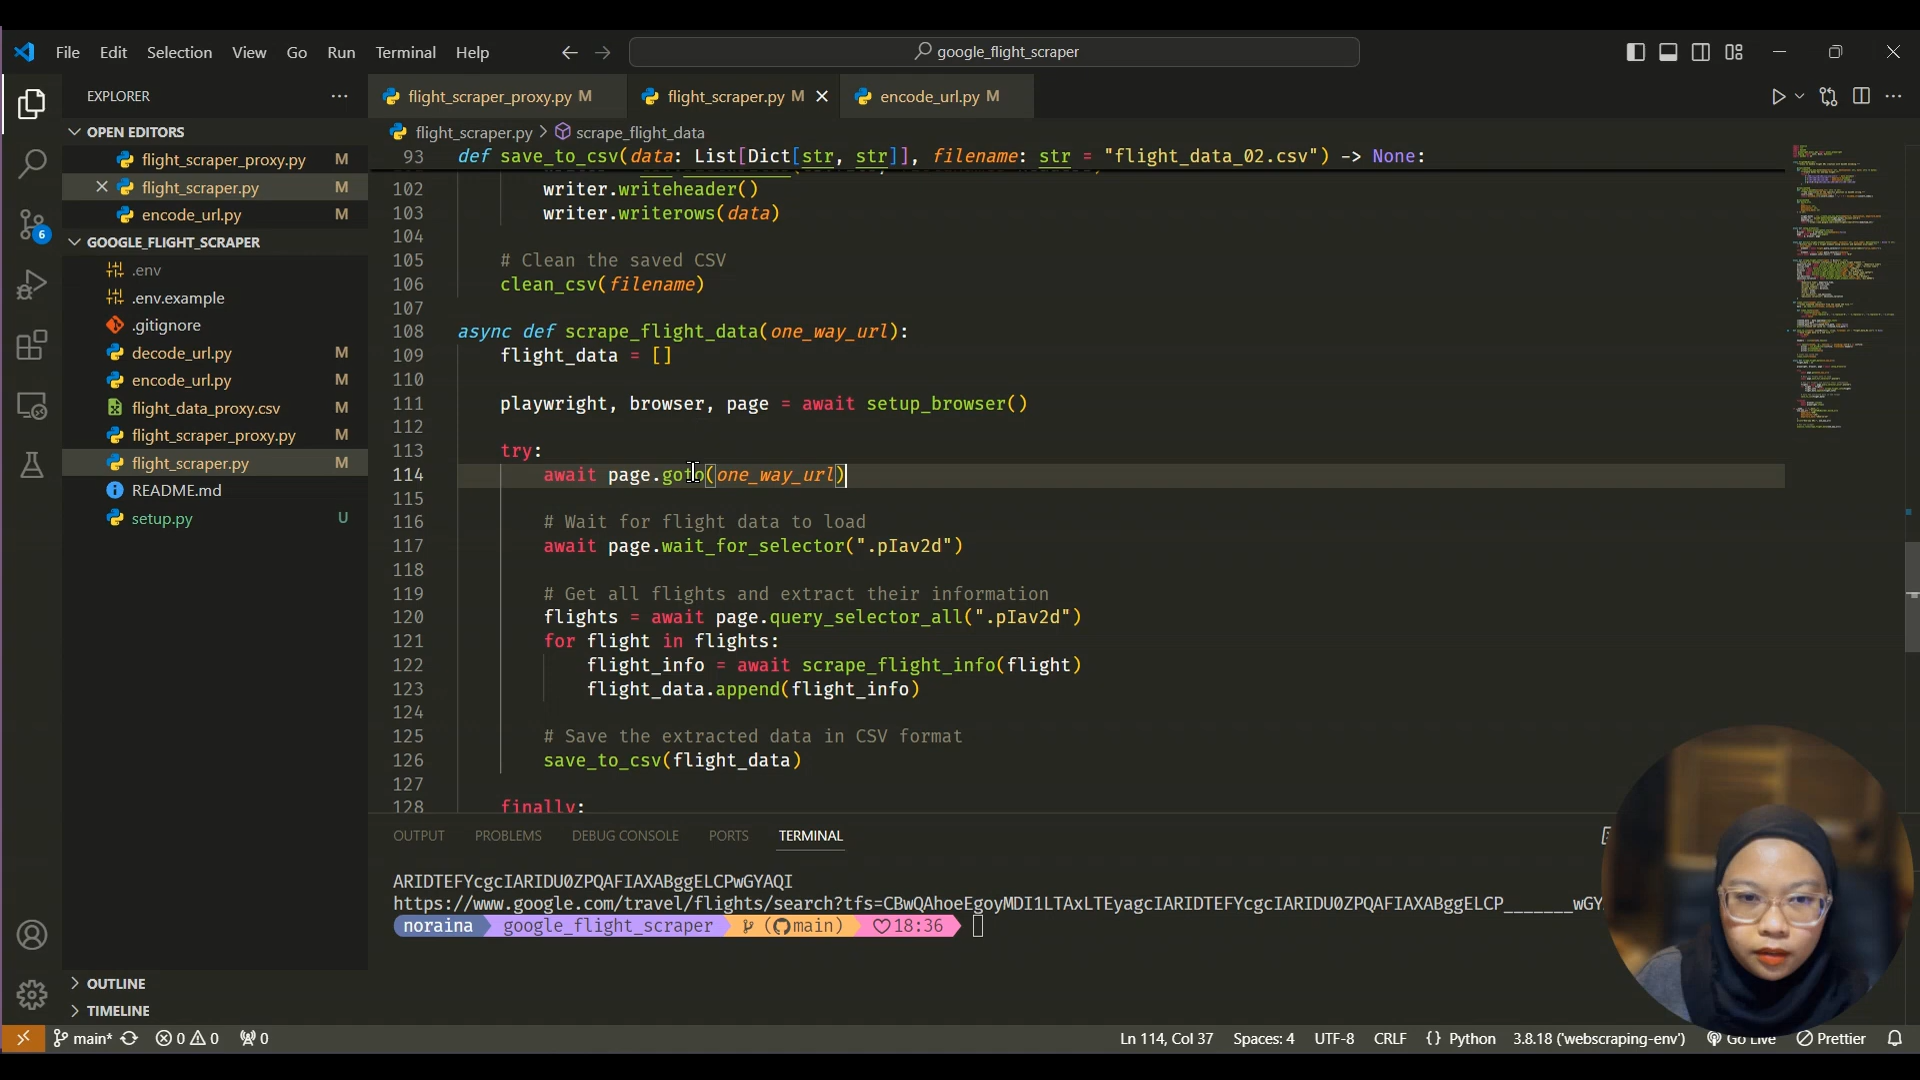 File Edit Selection View Go Run Terminal Help
google_flight_scraper
EXPLORER
OPEN EDITORS
flight_scraper_proxy.py M
flight_scraper.py M
encode_url.py M
GOOGLE_FLIGHT_SCRAPER
.env
.env.example
.gitignore
decode_url.py M
encode_url.py M
flight_data_proxy.csv M
flight_scraper_proxy.py M
flight_scraper.py M
README.md
setup.py U
OUTLINE
TIMELINE
flight_scraper_proxy.py M
flight_scraper.py M
encode_url.py M
flight_scraper.py > scrape_flight_data
93 def save_to_csv(data: List[Dict[str, str]], filename: str = "flight_data_02.csv") -> None:
102 writer.writeheader()
103 writer.writerows(data)
104
105 # Clean the saved CSV
106 clean_csv(filename)
107
108 async def scrape_flight_data(one_way_url):
109 flight_data = []
110
111 playwright, browser, page = await setup_browser()
112
113 try:
114 await page.goto(one_way_url)
115
116 # Wait for flight data to load
117 await page.wait_for_selector(".pIav2d")
118
119 # Get all flights and extract their information
120 flights = await page.query_selector_all(".pIav2d")
121 for flight in flights:
122 flight_info = await scrape_flight_info(flight)
123 flight_data.append(flight_info)
124
125 # Save the extracted data in CSV format
126 save_to_csv(flight_data)
127
128 finally:
OUTPUT PROBLEMS DEBUG CONSOLE PORTS TERMINAL
ARIDTEFYcgcIARIDU0ZPQAFIAXABggELCPwGYAQI
https://www.google.com/travel/flights/search?tfs=CBwQAhoeEgoyMDI1LTAxLTEyagcIARIDTEFYcgcIARIDU0ZPQAFIAXABggELCP_______wGY
noraina google_flight_scraper (main) 18:36
6
main* 0 0 0 Ln 114, Col 37 Spaces: 4 UTF-8 CRLF {} Python 3.8.18 ('webscraping-env') Go Live Prettier